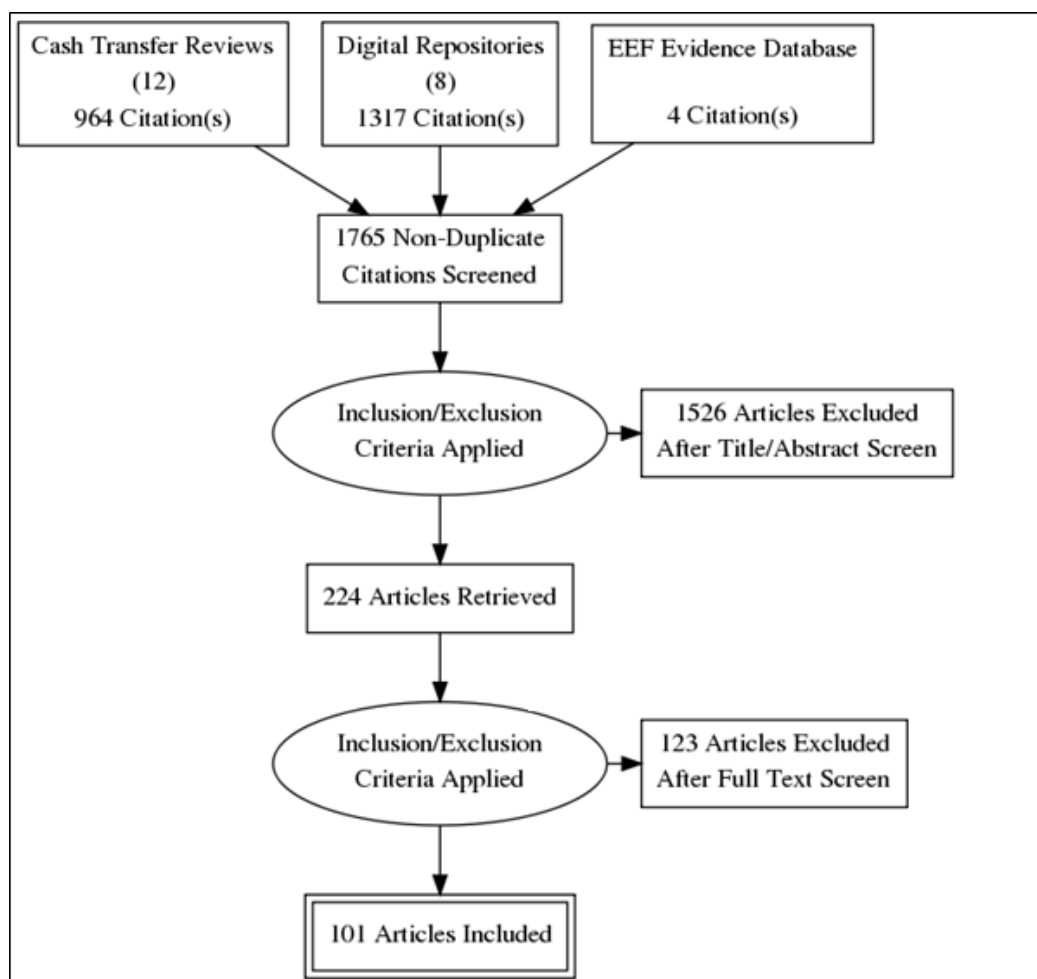 Cash Transfer Reviews
(12)
964 Citation(s)
Digital Repositories
(8)
1317 Citation(s)
EEF Evidence Database
4 Citation(s)
1765 Non-Duplicate
Citations Screened
Inclusion/Exclusion
Criteria Applied
1526 Articles Excluded
After Title/Abstract Screen
224 Articles Retrieved
Inclusion/Exclusion
Criteria Applied
123 Articles Excluded
After Full Text Screen
101 Articles Included